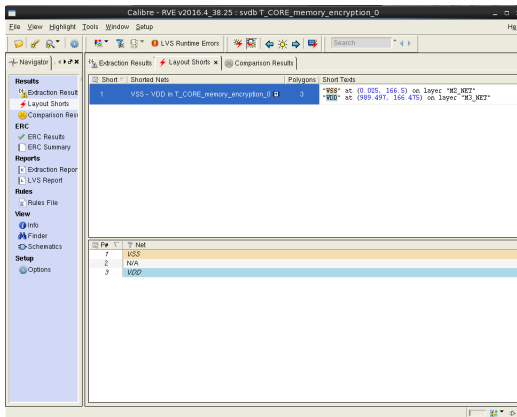 Calibre - RVE v2016.4_38.25 : svdb T_CORE_memory_encryption_0
File View Highlight Tools Window Setup
LVS Runtime Errors Search
Navigator Extraction Results Layout Shorts Comparison Results
Results
Extraction Result
Layout Shorts
Comparison Resu
ERC
ERC Results
ERC Summary
Reports
Extraction Repor
LVS Report
Rules
Rules File
View
Info
Finder
Schematics
Setup
Options
Short Shorted Nets Polygons Short Texts
1 VSS - VDD in T_CORE_memory_encryption_0 3 "VSS" at (0.025, 166.5) on layer "M2_NET"
"VDD" at (989.497, 166.475) on layer "M3_NET"
P# Net
1 VSS
2 N/A
3 VDD